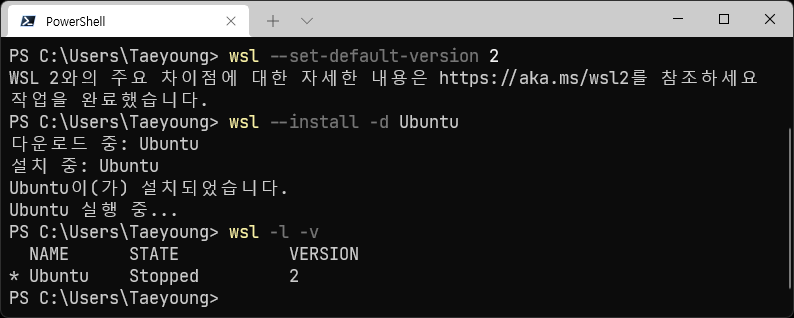 PowerShell
PS C:\Users\Taeyoung> wsl --set-default-version 2
WSL 2와의 주요 차이점에 대한 자세한 내용은 https://aka.ms/wsl2를 참조하세요
작업을 완료했습니다.
PS C:\Users\Taeyoung> wsl --install -d Ubuntu
다운로드 중: Ubuntu
설치 중: Ubuntu
Ubuntu이(가) 설치되었습니다.
Ubuntu 실행 중...
PS C:\Users\Taeyoung> wsl -l -v
  NAME      STATE           VERSION
* Ubuntu    Stopped         2
PS C:\Users\Taeyoung>